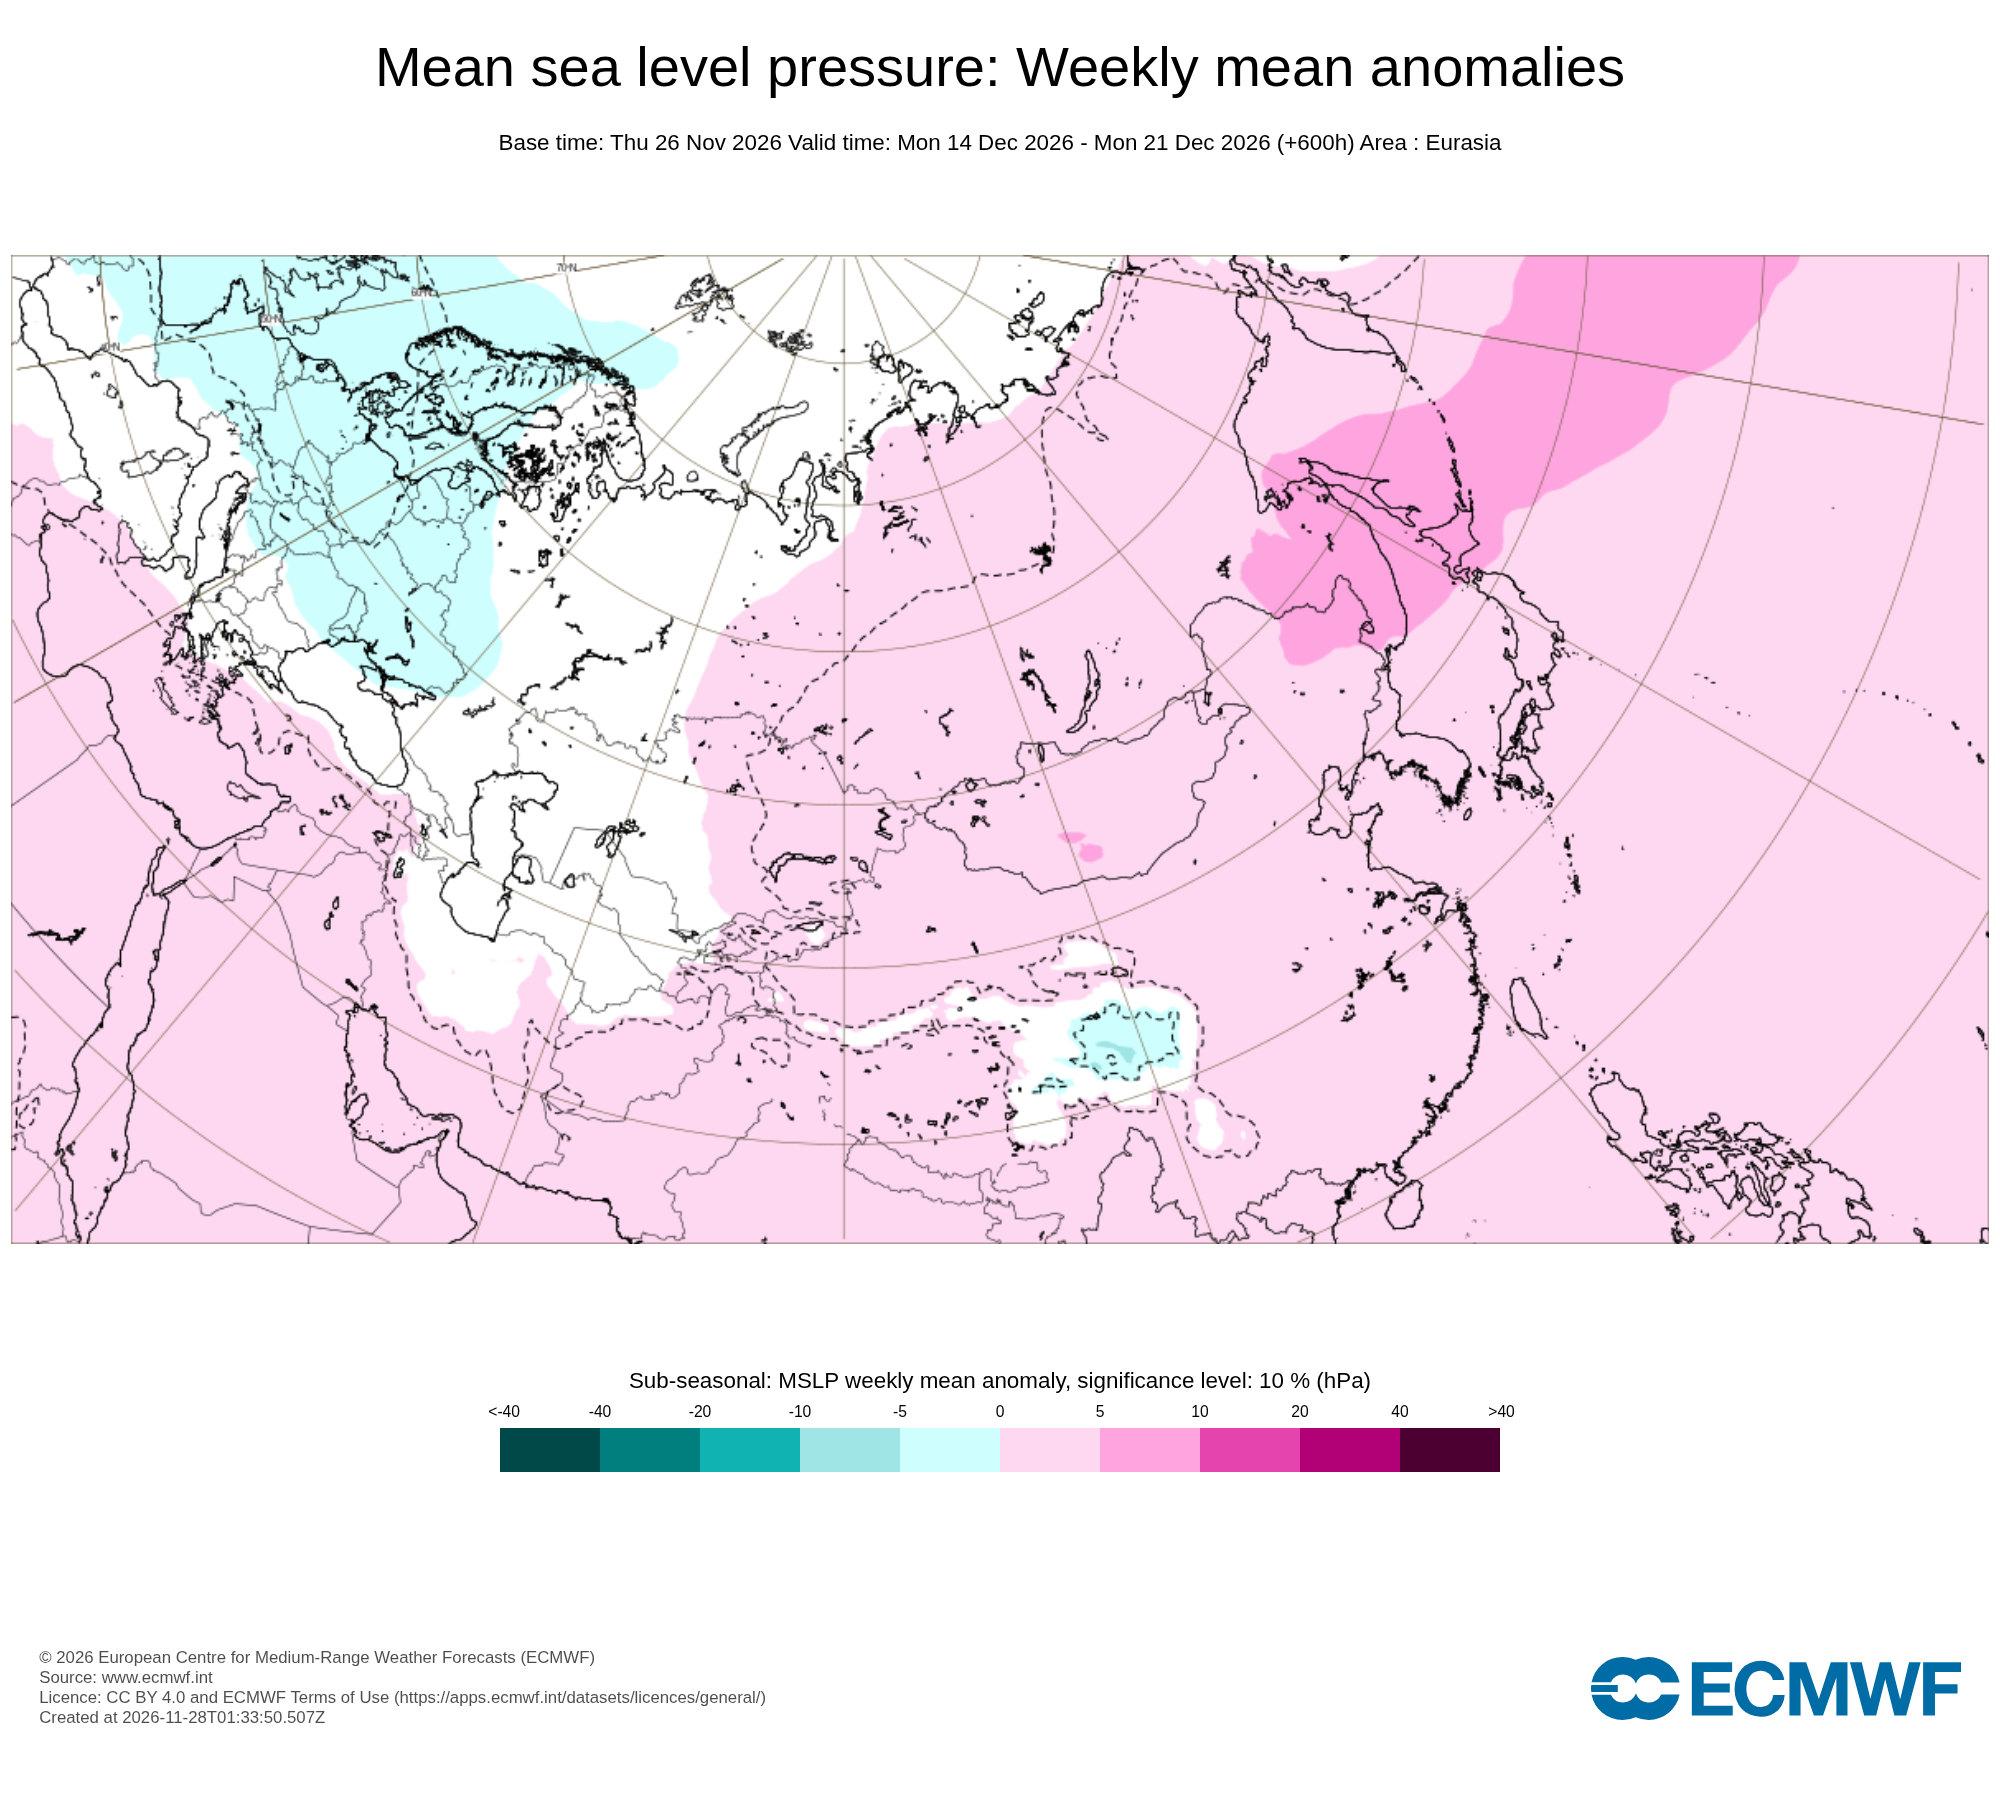 Mean sea level pressure: Weekly mean anomalies
Base time: Thu 26 Nov 2026 Valid time: Mon 14 Dec 2026 - Mon 21 Dec 2026 (+600h) Area : Eurasia
70°N
60°N
50°N
40°N
Sub-seasonal: MSLP weekly mean anomaly, significance level: 10 % (hPa)
<-40 -40 -20 -10 -5 0 5 10 20 40 >40
© 2026 European Centre for Medium-Range Weather Forecasts (ECMWF)
Source: www.ecmwf.int
Licence: CC BY 4.0 and ECMWF Terms of Use (https://apps.ecmwf.int/datasets/licences/general/)
Created at 2026-11-28T01:33:50.507Z
ECMWF